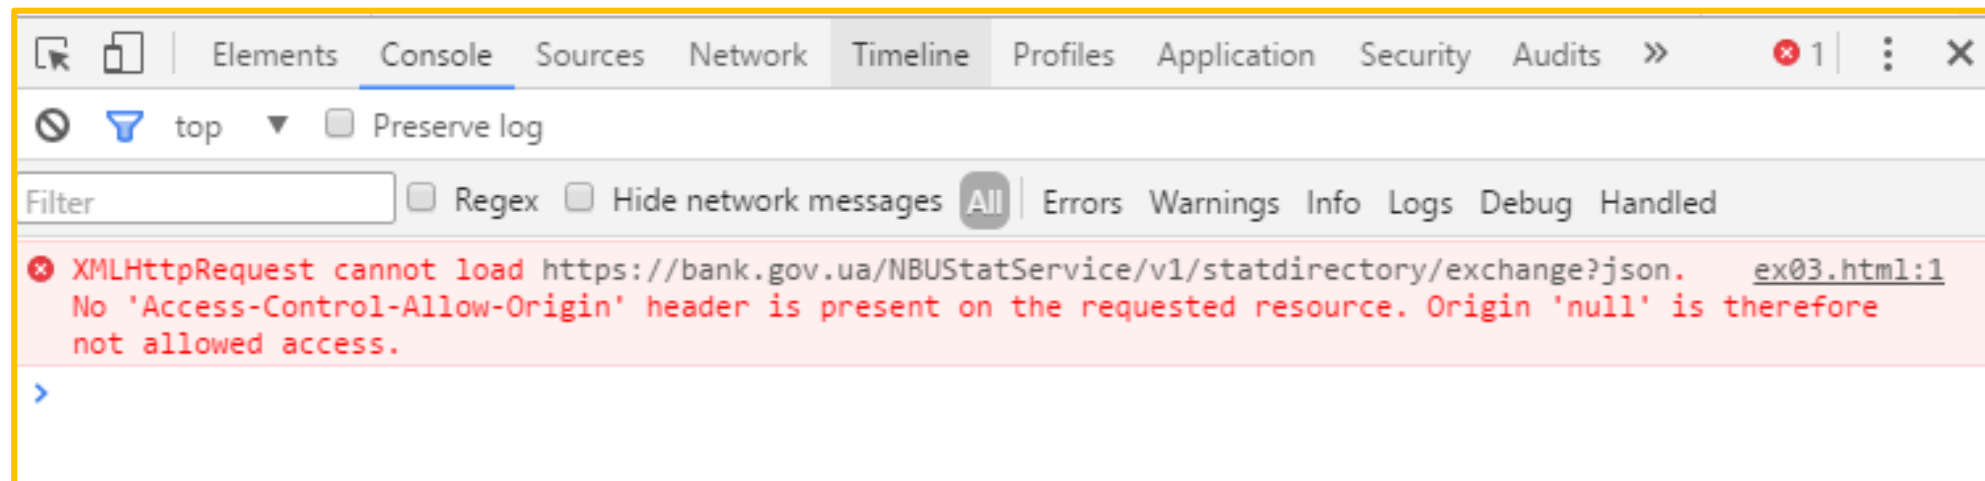 Elements Console Sources Network Timeline Profiles Application Security Audits » 1
top ▼ Preserve log
Filter Regex Hide network messages All Errors Warnings Info Logs Debug Handled
XMLHttpRequest cannot load https://bank.gov.ua/NBUStatService/v1/statdirectory/exchange?json. ex03.html:1
No 'Access-Control-Allow-Origin' header is present on the requested resource. Origin 'null' is therefore
not allowed access.